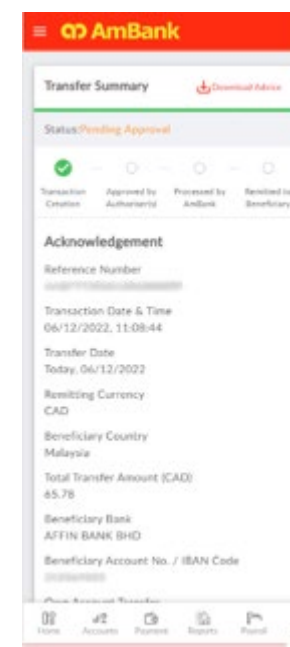 AmBank
Transfer Summary
Download Advice
Status:Pending Approval
Transaction Creation
Approved by Authoriser(s)
Processed by AmBank
Remitted to Beneficiary
Acknowledgement
Reference Number
Transaction Date & Time
06/12/2022, 11:08:44
Transfer Date
Today, 06/12/2022
Remitting Currency
CAD
Beneficiary Country
Malaysia
Total Transfer Amount (CAD)
65.78
Beneficiary Bank
AFFIN BANK BHD
Beneficiary Account No. / IBAN Code
Own Account Transfer
Home
Accounts
Payment
Reports
Payroll